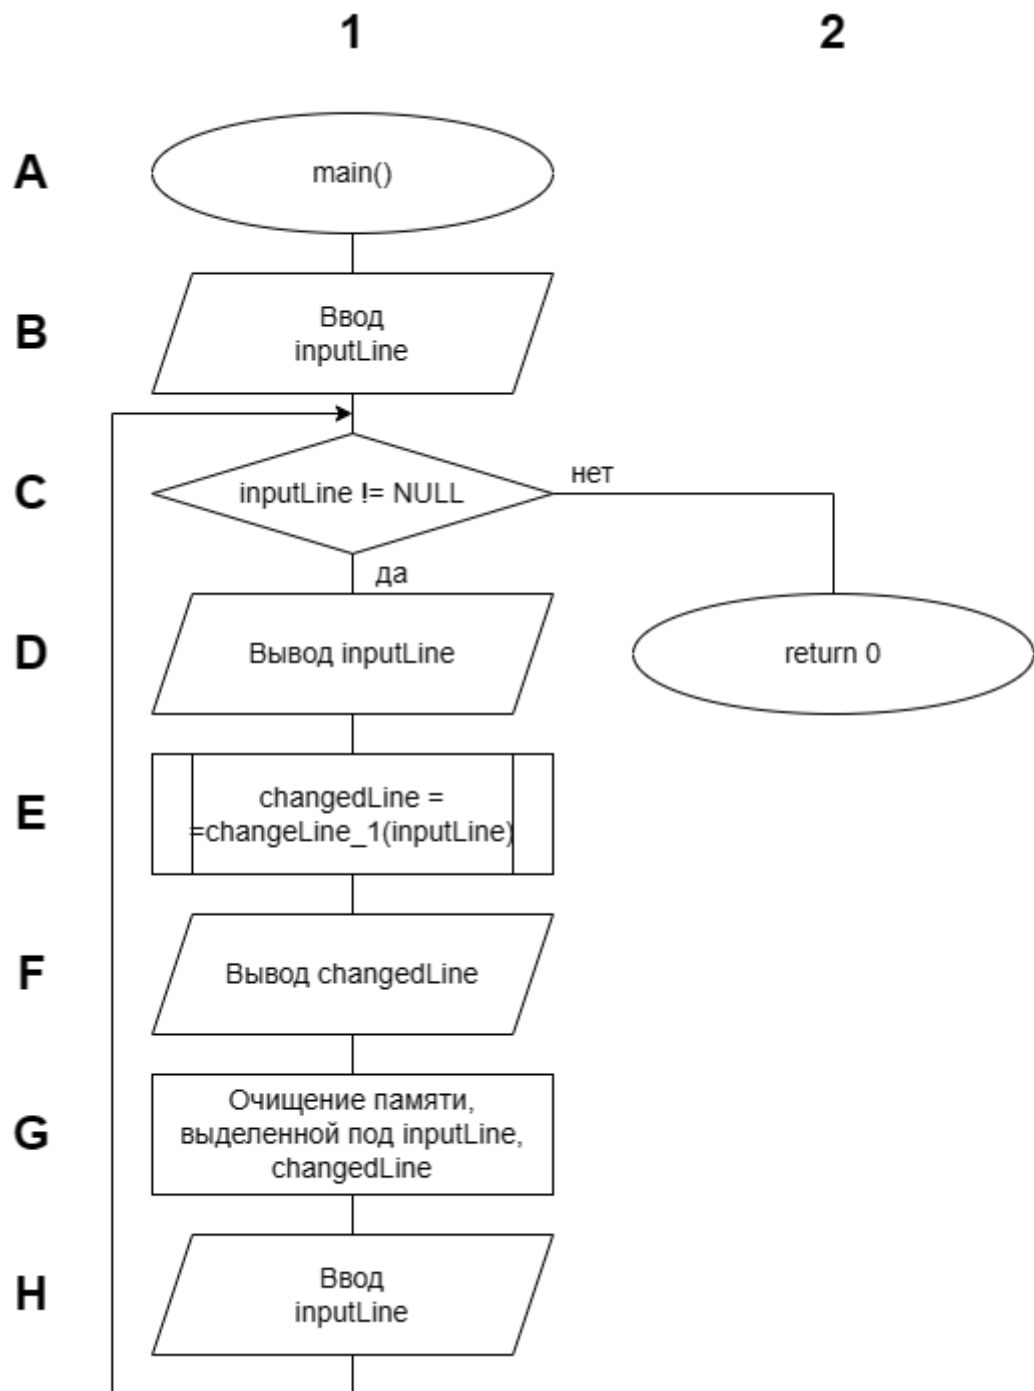 1 2
A
main()
B
Ввод
inputLine
C
inputLine != NULL
нет
да
D
Вывод inputLine
return 0
E
changedLine =
=changeLine_1(inputLine)
F
Вывод changedLine
G
Очищение памяти,
выделенной под inputLine,
changedLine
H
Ввод
inputLine